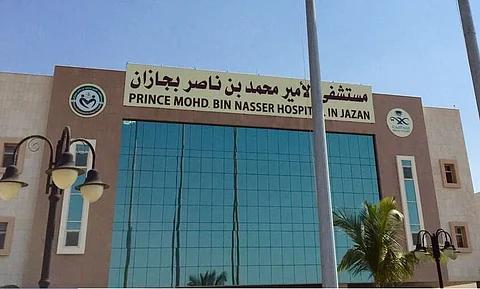 مستشفى الأمير محمد بن ناصر بجازان
PRINCE MOHD. BIN NASSER HOSPITAL IN JAZAN